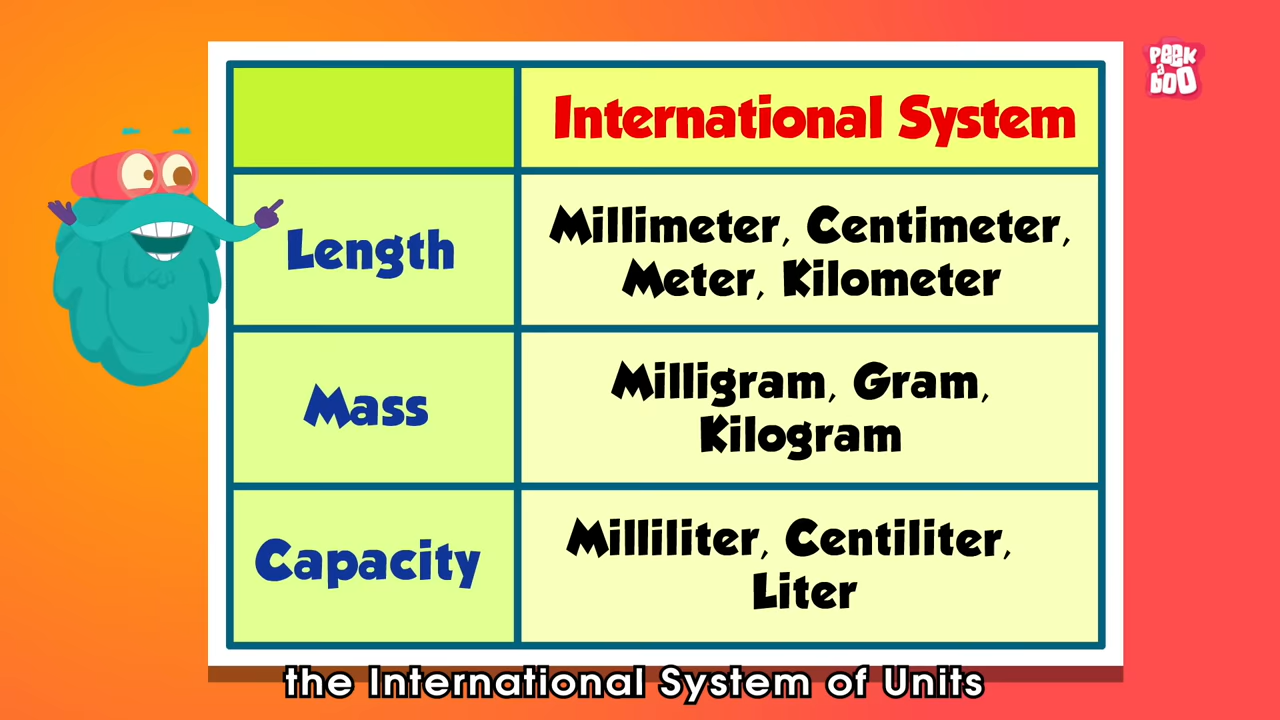 PEEK
a
BOO
International System
Length
Millimeter, Centimeter,
Meter, Kilometer
Mass
Milligram, Gram,
Kilogram
Capacity
Milliliter, Centiliter,
Liter
the International System of Units